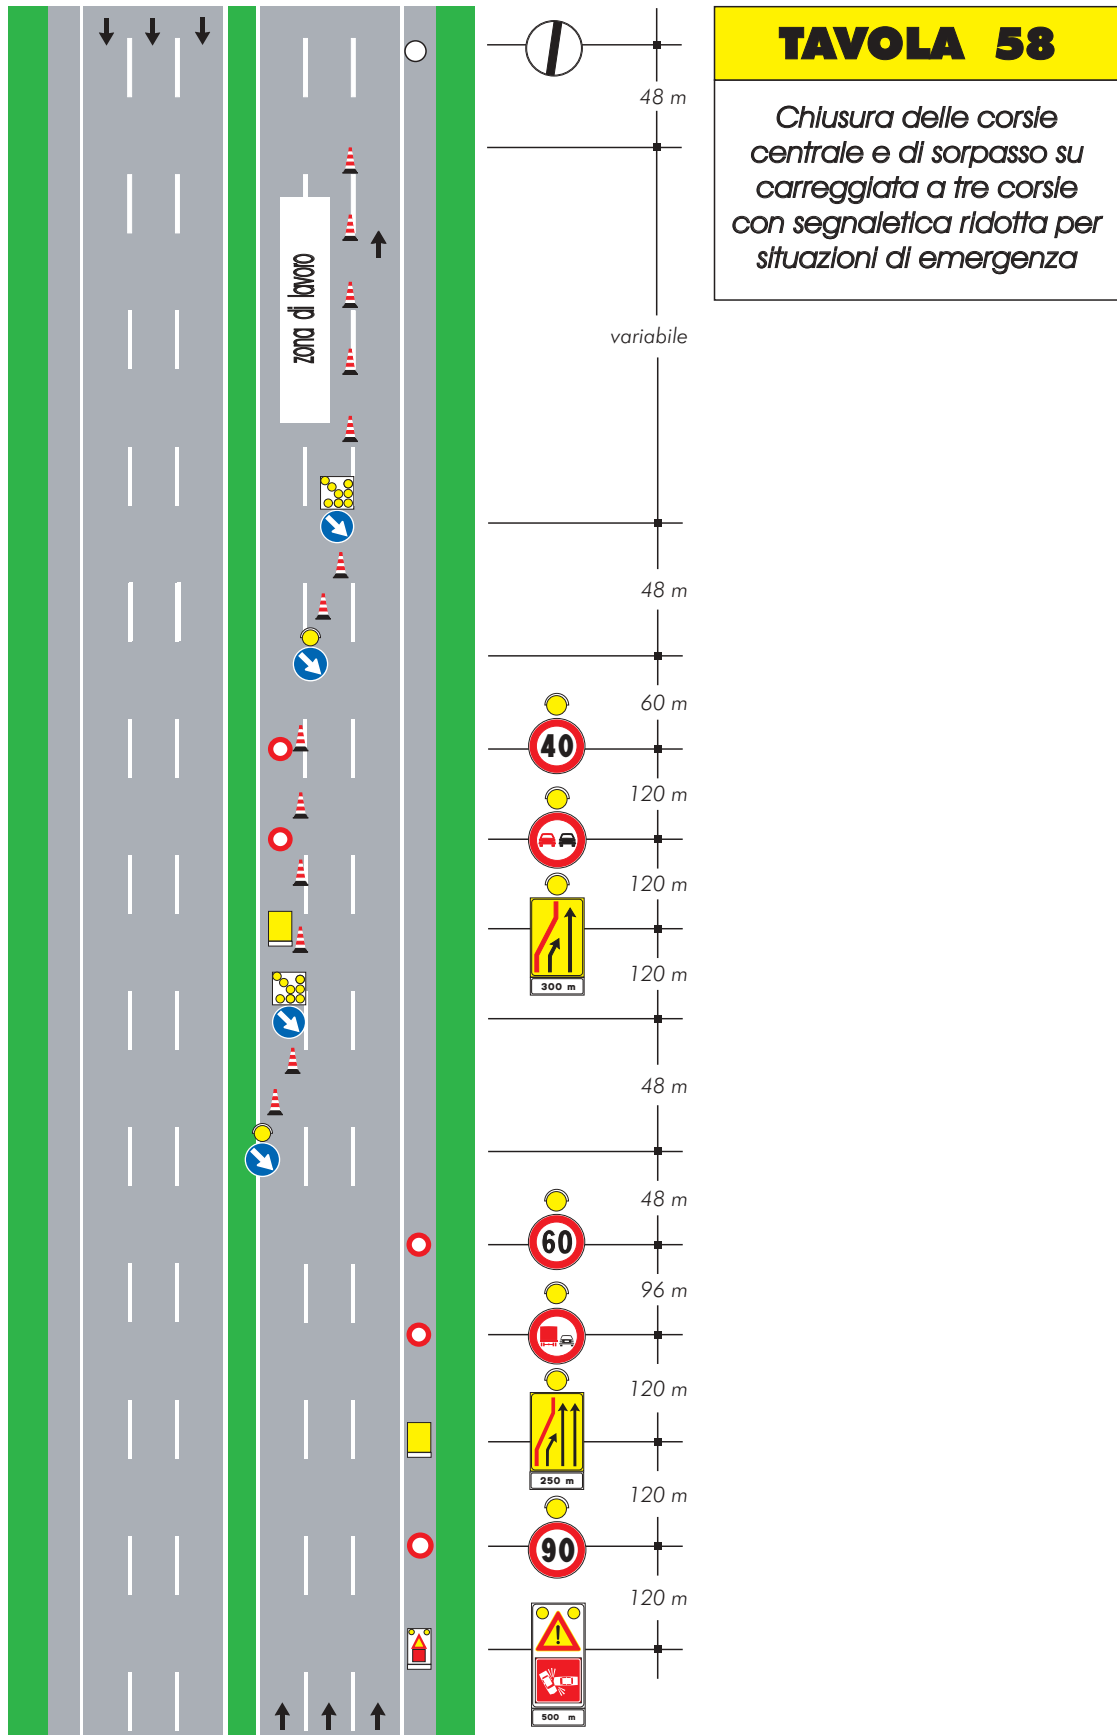 TAVOLA 58
Chiusura delle corsie
centrale e di sorpasso su
carreggiata a tre corsie
con segnaletica ridotta per
situazioni di emergenza
48 m
zona di lavoro
variabile
48 m
60 m
40
120 m
120 m
120 m
300 m
48 m
48 m
60
96 m
120 m
250 m
120 m
90
120 m
!
500 m